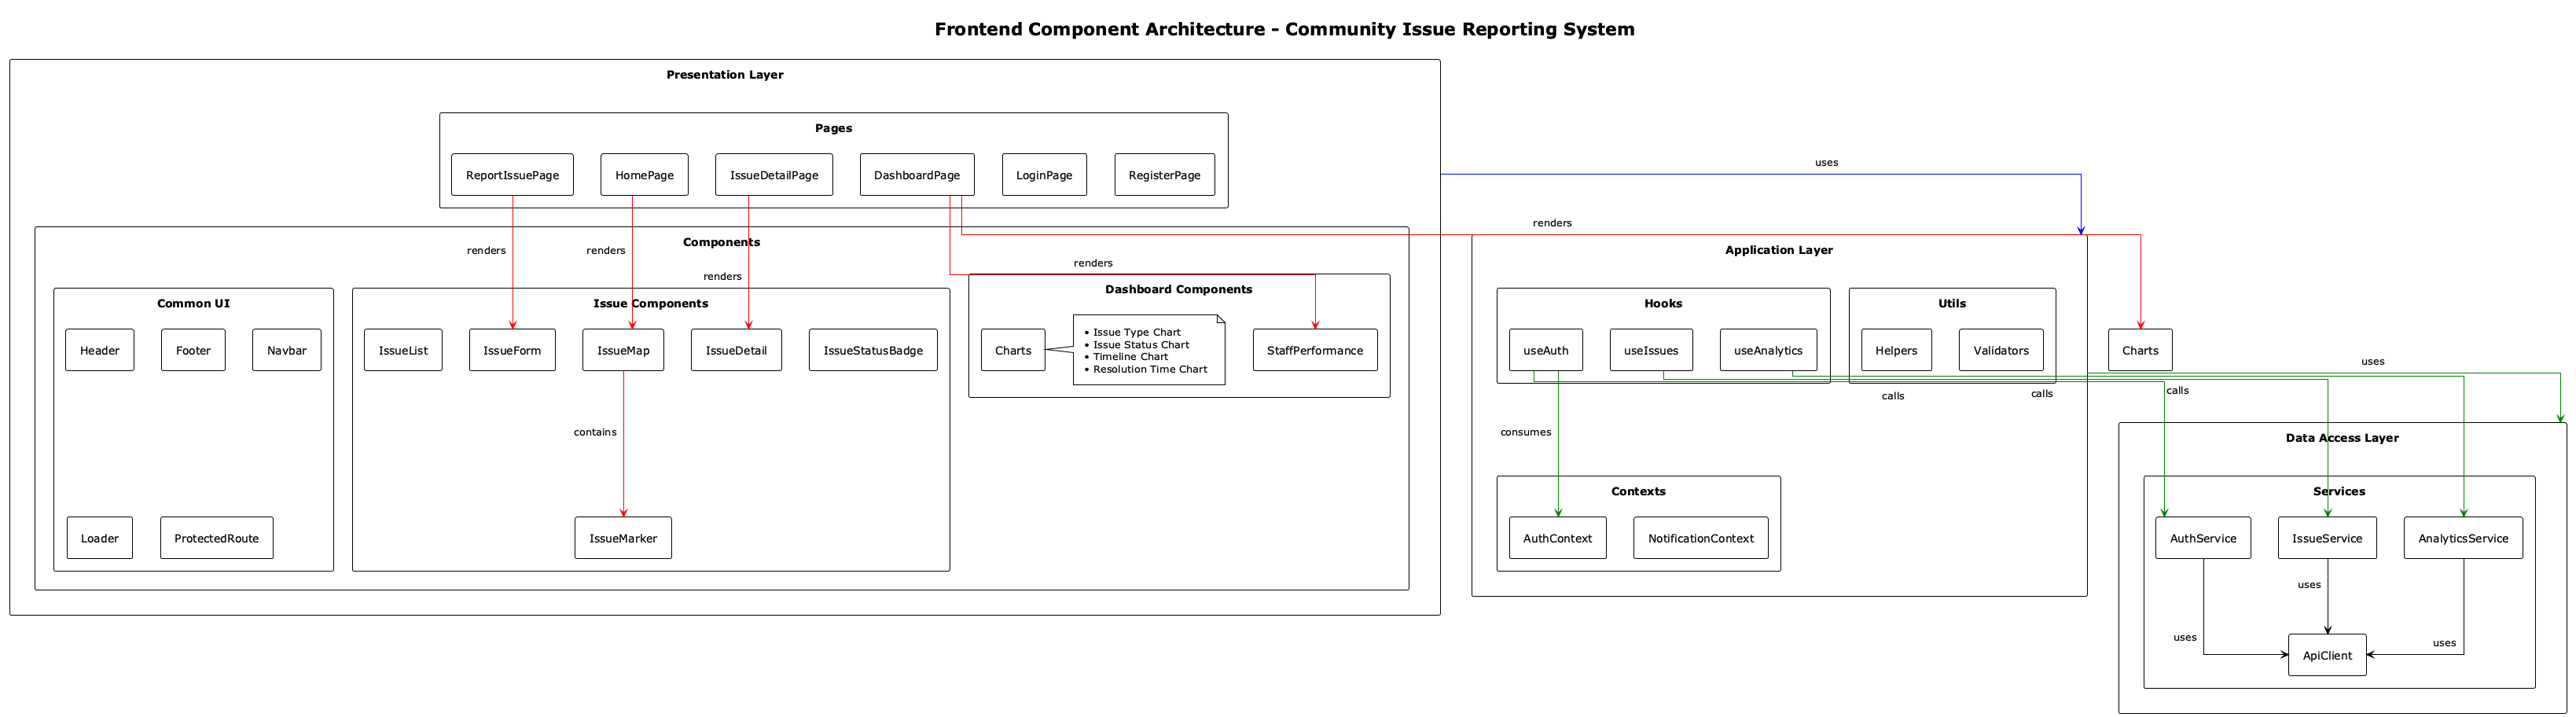 Frontend Component Architecture - Community Issue Reporting System
Presentation Layer
Pages
ReportIssuePage
HomePage
IssueDetailPage
DashboardPage
LoginPage
RegisterPage
uses
renders
renders
renders
renders
renders
Components
Common UI
Header
Footer
Navbar
Loader
ProtectedRoute
Issue Components
IssueList
IssueForm
IssueMap
IssueDetail
IssueStatusBadge
contains
IssueMarker
Dashboard Components
Charts
• Issue Type Chart
• Issue Status Chart
• Timeline Chart
• Resolution Time Chart
StaffPerformance
Application Layer
Hooks
useAuth
useIssues
useAnalytics
Utils
Helpers
Validators
Charts
uses
calls
calls
calls
consumes
Contexts
AuthContext
NotificationContext
Data Access Layer
Services
AuthService
IssueService
AnalyticsService
uses
uses
uses
ApiClient